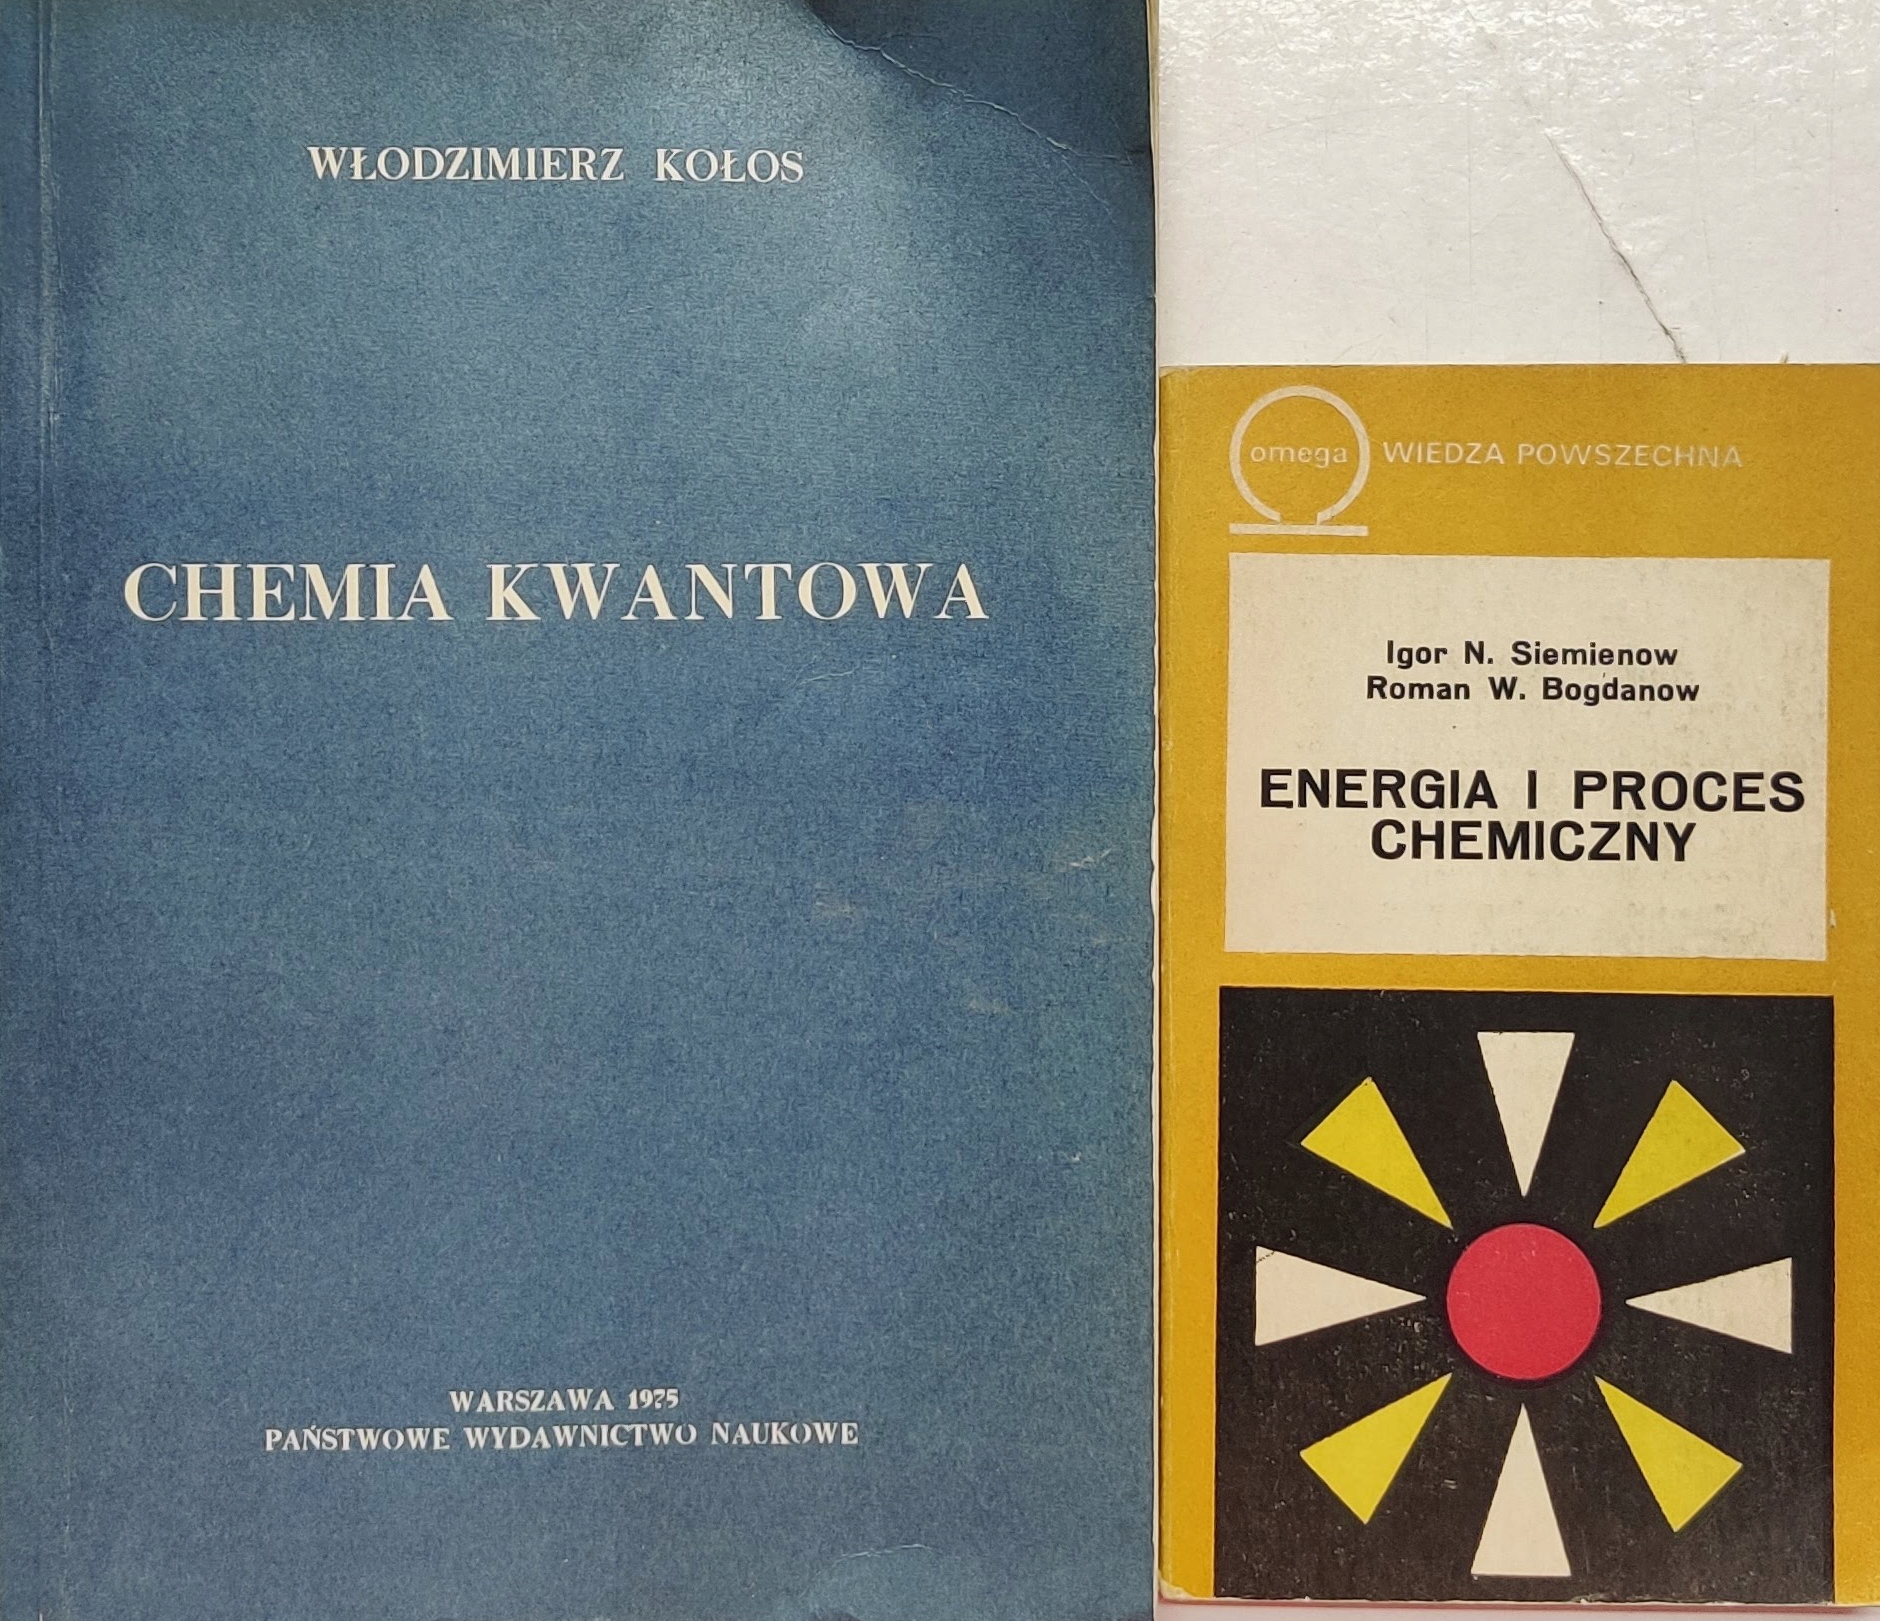 WŁODZIMIERZ KOŁOS
CHEMIA KWANTOWA
WARSZAWA 1975
PAŃSTWOWE WYDAWNICTWO NAUKOWE
omega WIEDZA POWSZECHNA
Igor N. Siemienow
Roman W. Bogdanow
ENERGIA I PROCES
CHEMICZNY